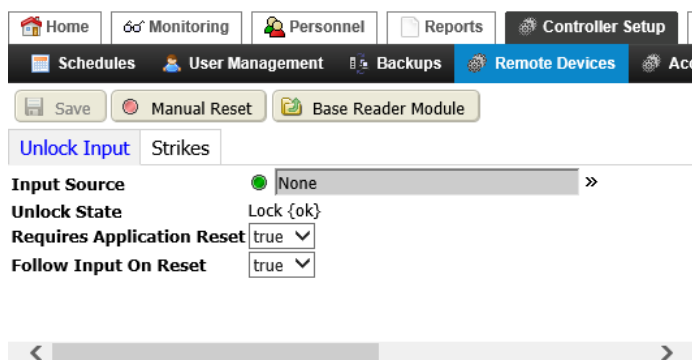 Home Monitoring Personnel Reports Controller Setup
Schedules User Management Backups Remote Devices
Save Manual Reset Base Reader Module
Unlock Input Strikes
Input Source None »
Unlock State Lock {ok}
Requires Application Reset true
Follow Input On Reset true